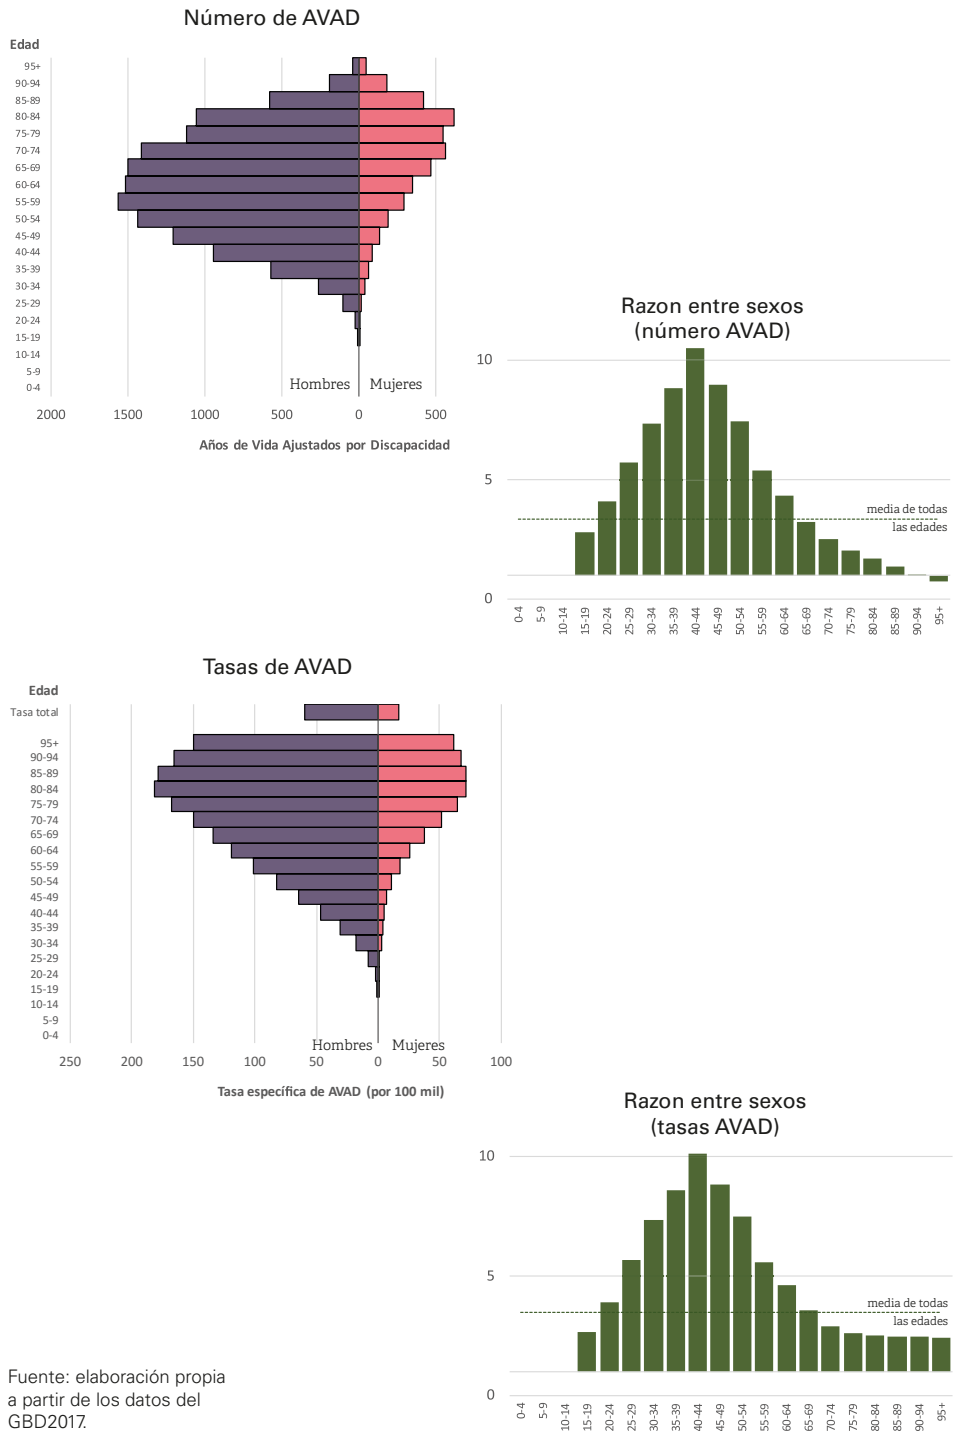 Número de AVAD
Edad
95+
90-94
85-89
80-84
75-79
70-74
65-69
60-64
55-59
50-54
45-49
40-44
35-39
30-34
25-29
20-24
15-19
10-14
5-9
0-4
Hombres Mujeres
2000 1500 1000 500 0 500
Años de Vida Ajustados por Discapacidad
Razon entre sexos
(número AVAD)
10
5
0
media de todas
las edades
0-4 5-9 10-14 15-19 20-24 25-29 30-34 35-39 40-44 45-49 50-54 55-59 60-64 65-69 70-74 75-79 80-84 85-89 90-94 95+
Tasas de AVAD
Edad
Tasa total
95+
90-94
85-89
80-84
75-79
70-74
65-69
60-64
55-59
50-54
45-49
40-44
35-39
30-34
25-29
20-24
15-19
10-14
5-9
0-4
Hombres Mujeres
250 200 150 100 50 0 50 100
Tasa específica de AVAD (por 100 mil)
Razon entre sexos
(tasas AVAD)
10
5
0
media de todas
las edades
0-4 5-9 10-14 15-19 20-24 25-29 30-34 35-39 40-44 45-49 50-54 55-59 60-64 65-69 70-74 75-79 80-84 85-89 90-94 95+
Fuente: elaboración propia
a partir de los datos del
GBD2017.